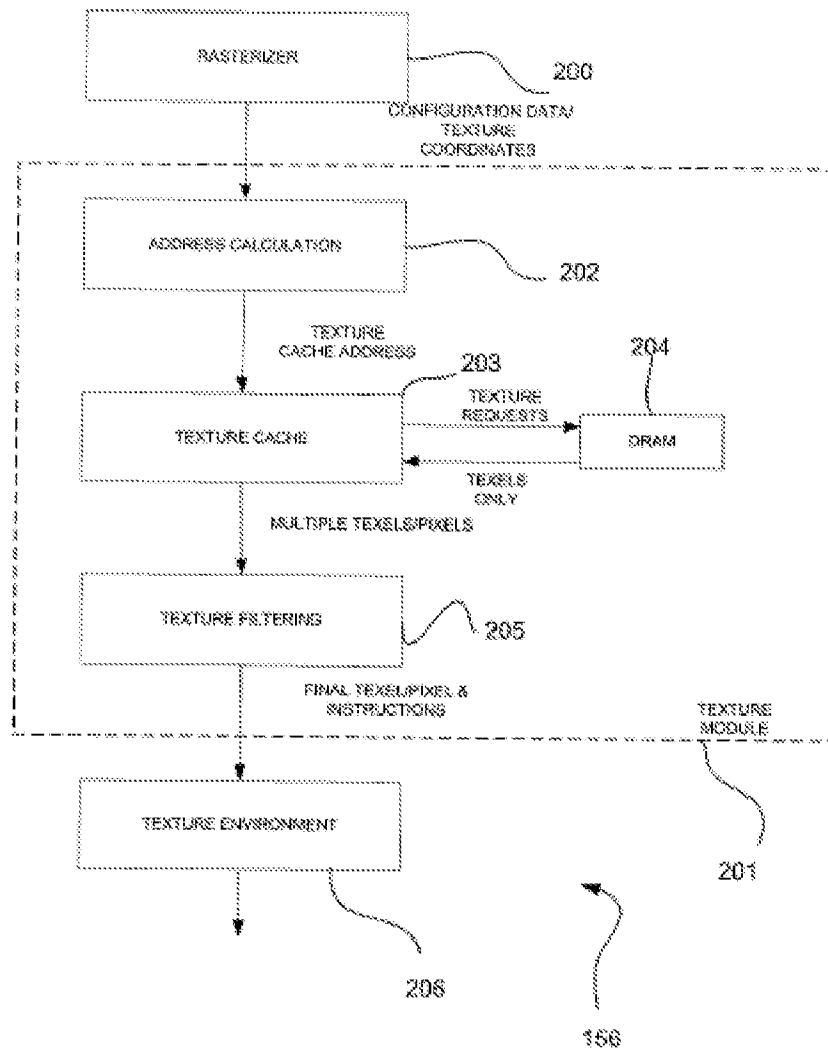 RASTERIZER
200
CONFIGURATION DATA/
TEXTURE
COORDINATES
ADDRESS CALCULATION
202
TEXTURE
CACHE ADDRESS
203
204
TEXTURE CACHE
TEXTURE
REQUESTS
DRAM
TEXELS
ONLY
MULTIPLE TEXELS/PIXELS
TEXTURE FILTERING
205
FINAL TEXEL/PIXEL &
INSTRUCTIONS
TEXTURE
MODULE
TEXTURE ENVIRONMENT
201
206
156